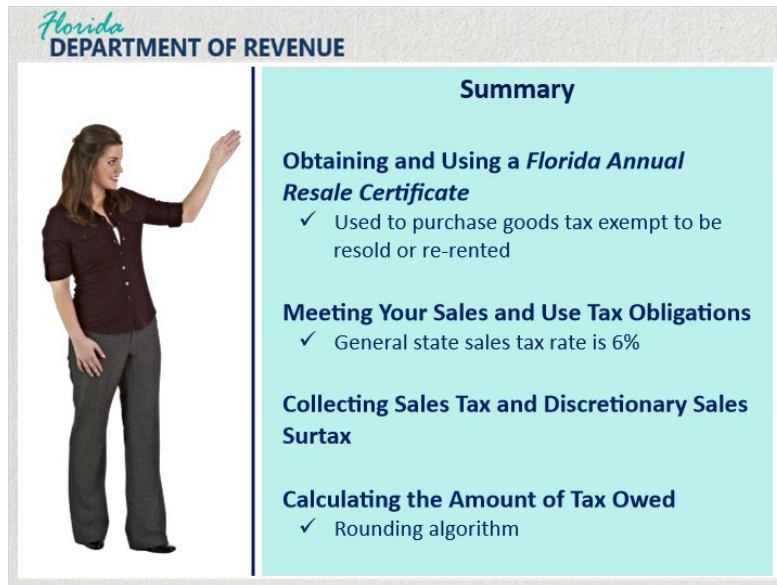 Florida
DEPARTMENT OF REVENUE
Summary
Obtaining and Using a Florida Annual
Resale Certificate
✓ Used to purchase goods tax exempt to be
resold or re-rented
Meeting Your Sales and Use Tax Obligations
✓ General state sales tax rate is 6%
Collecting Sales Tax and Discretionary Sales
Surtax
Calculating the Amount of Tax Owed
✓ Rounding algorithm